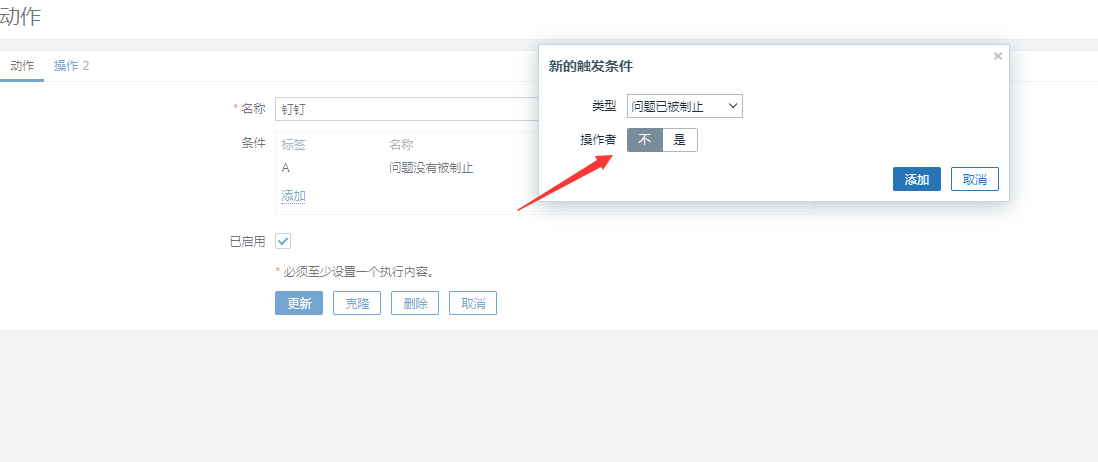 动作
动作 操作 2
* 名称 钉钉
条件 标签 名称
A 问题没有被制止
添加
已启用
* 必须至少设置一个执行内容。
更新 克隆 删除 取消
新的触发条件
类型 问题已被制止
操作者 不 是
添加 取消